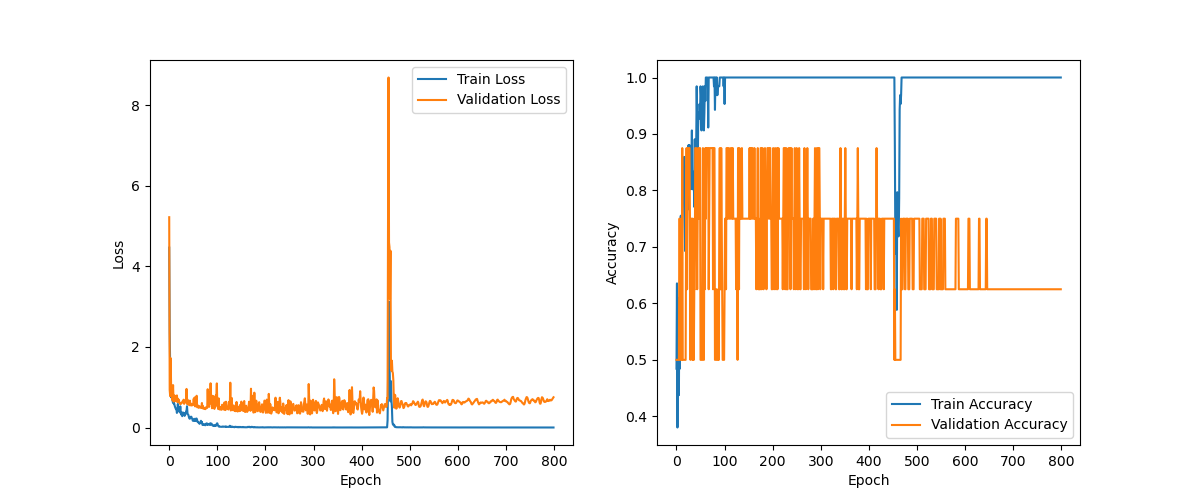 Train Loss
Validation Loss
Loss
8
6
4
2
0
0 100 200 300 400 500 600 700 800
Epoch
Accuracy
1.0
0.9
0.8
0.7
0.6
0.5
0.4
Train Accuracy
Validation Accuracy
0 100 200 300 400 500 600 700 800
Epoch